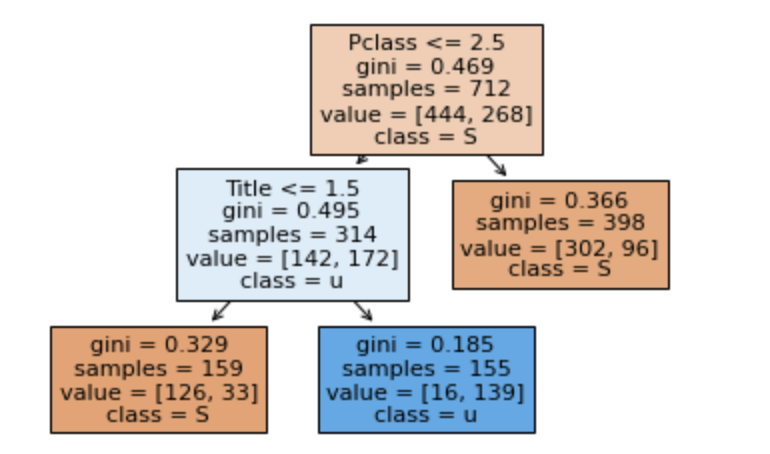 Pclass <= 2.5
gini = 0.469
samples = 712
value = [444, 268]
class = S
Title <= 1.5
gini = 0.495
samples = 314
value = [142, 172]
class = u
gini = 0.366
samples = 398
value = [302, 96]
class = S
gini = 0.329
samples = 159
value = [126, 33]
class = S
gini = 0.185
samples = 155
value = [16, 139]
class = u